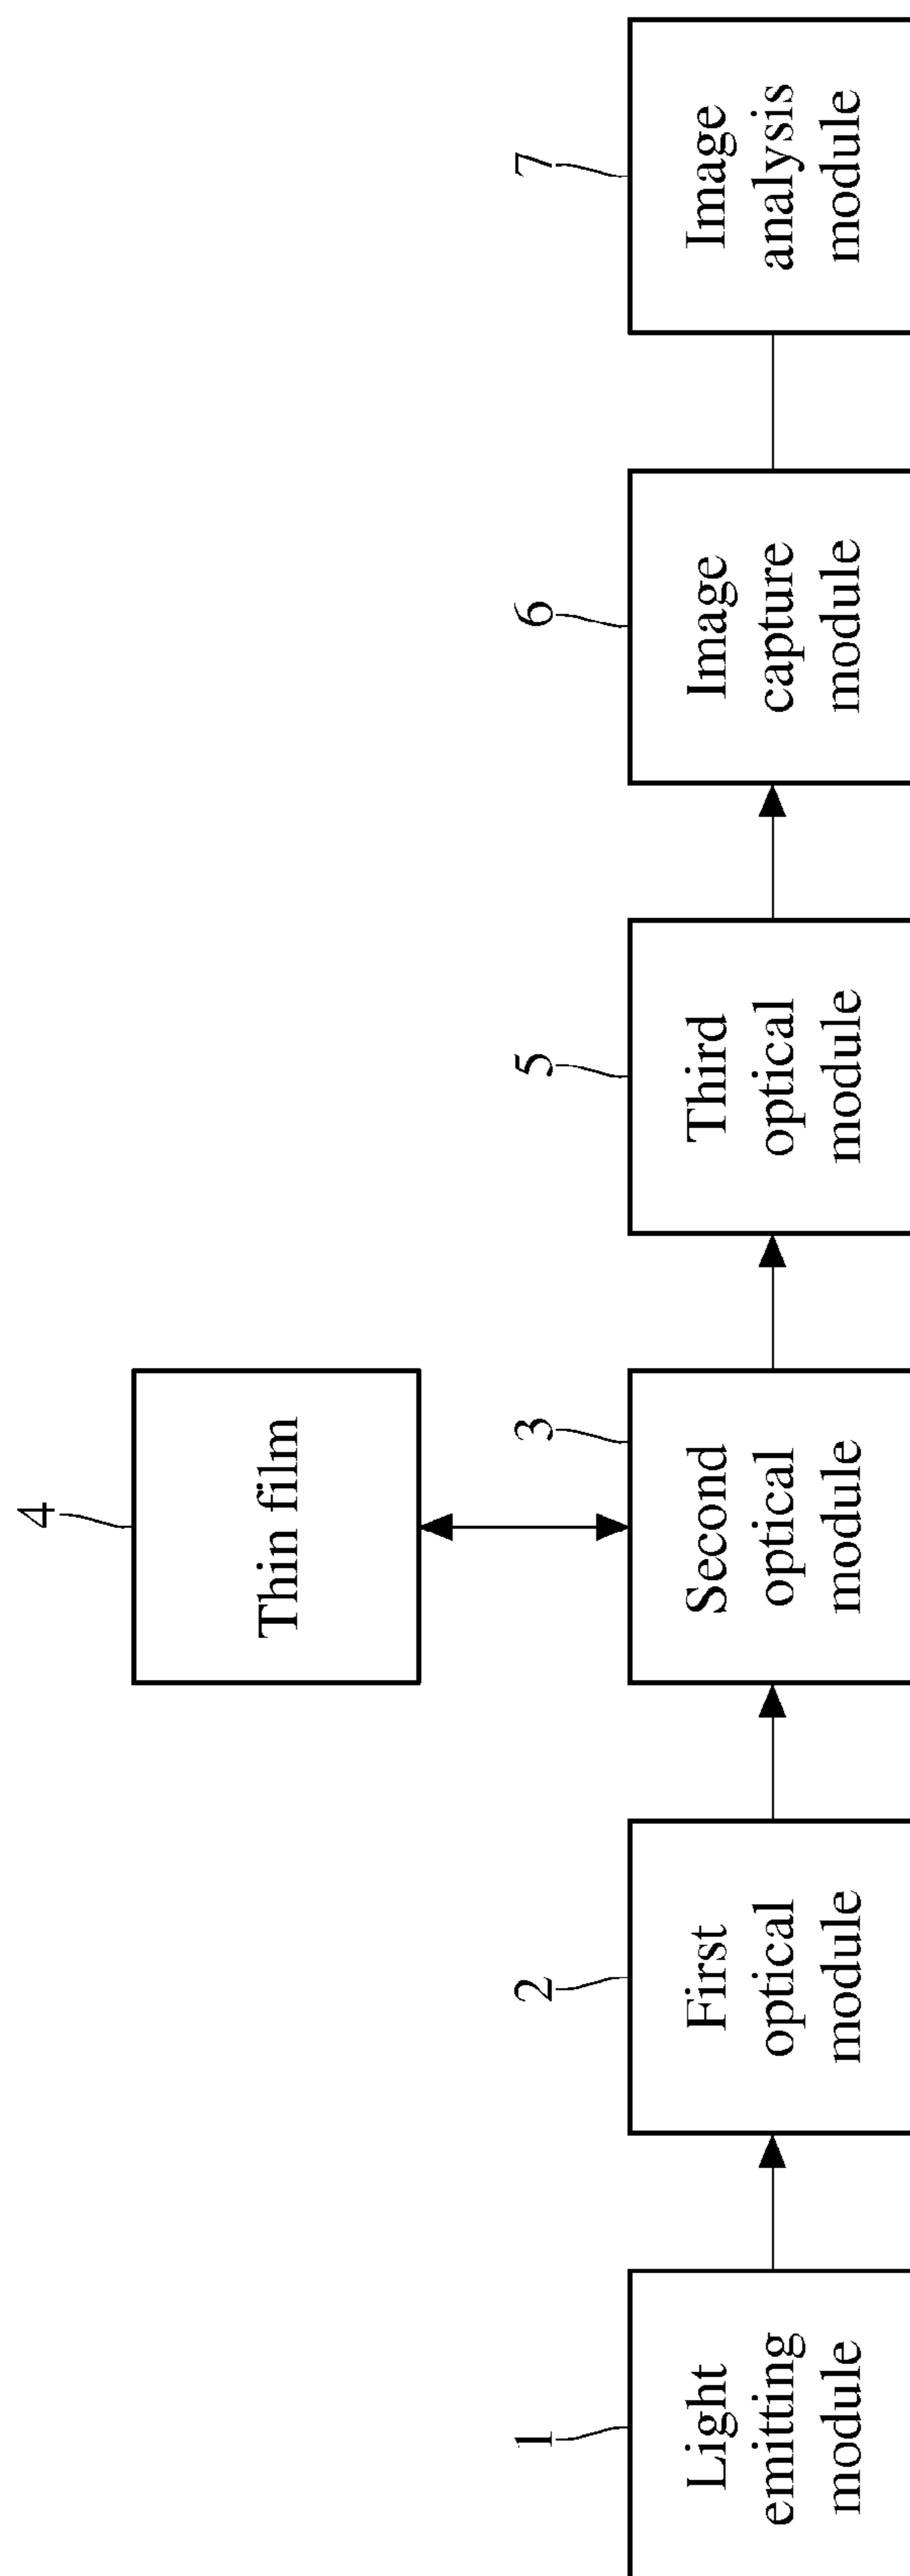 4
Thin film
1
Light
emitting
module
2
First
optical
module
3
Second
optical
module
5
Third
optical
module
6
Image
capture
module
7
Image
analysis
module